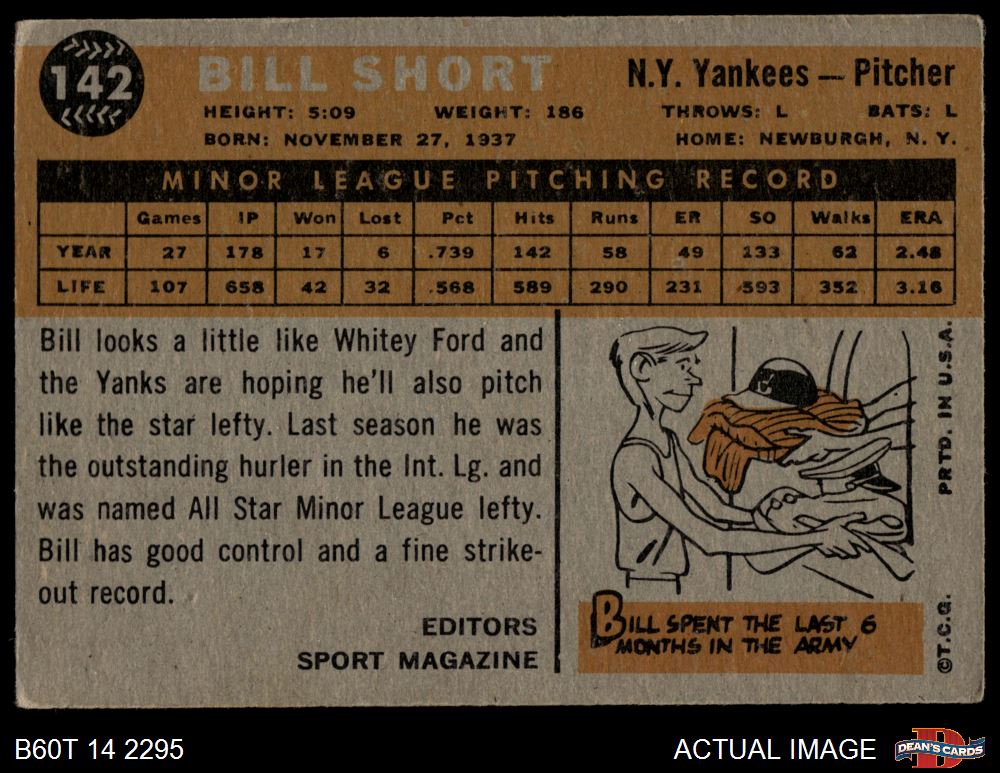 142
BILL SHORT
N.Y. Yankees — Pitcher
HEIGHT: 5:09 WEIGHT: 186 THROWS: L BATS: L
BORN: NOVEMBER 27, 1937 HOME: NEWBURGH, N. Y.
MINOR LEAGUE PITCHING RECORD
Games IP Won Lost Pct Hits Runs ER SO Walks ERA
YEAR 27 178 17 6 .739 142 58 49 133 62 2.48
LIFE 107 658 42 32 .568 589 290 231 593 352 3.16
Bill looks a little like Whitey Ford and
the Yanks are hoping he'll also pitch
like the star lefty. Last season he was
the outstanding hurler in the Int. Lg. and
was named All Star Minor League lefty.
Bill has good control and a fine strike-
out record.
EDITORS
SPORT MAGAZINE
BILL SPENT THE LAST 6
MONTHS IN THE ARMY
©T.C.G. PRTD. IN U.S.A.
B60T 14 2295
ACTUAL IMAGE
DEAN'S CARDS